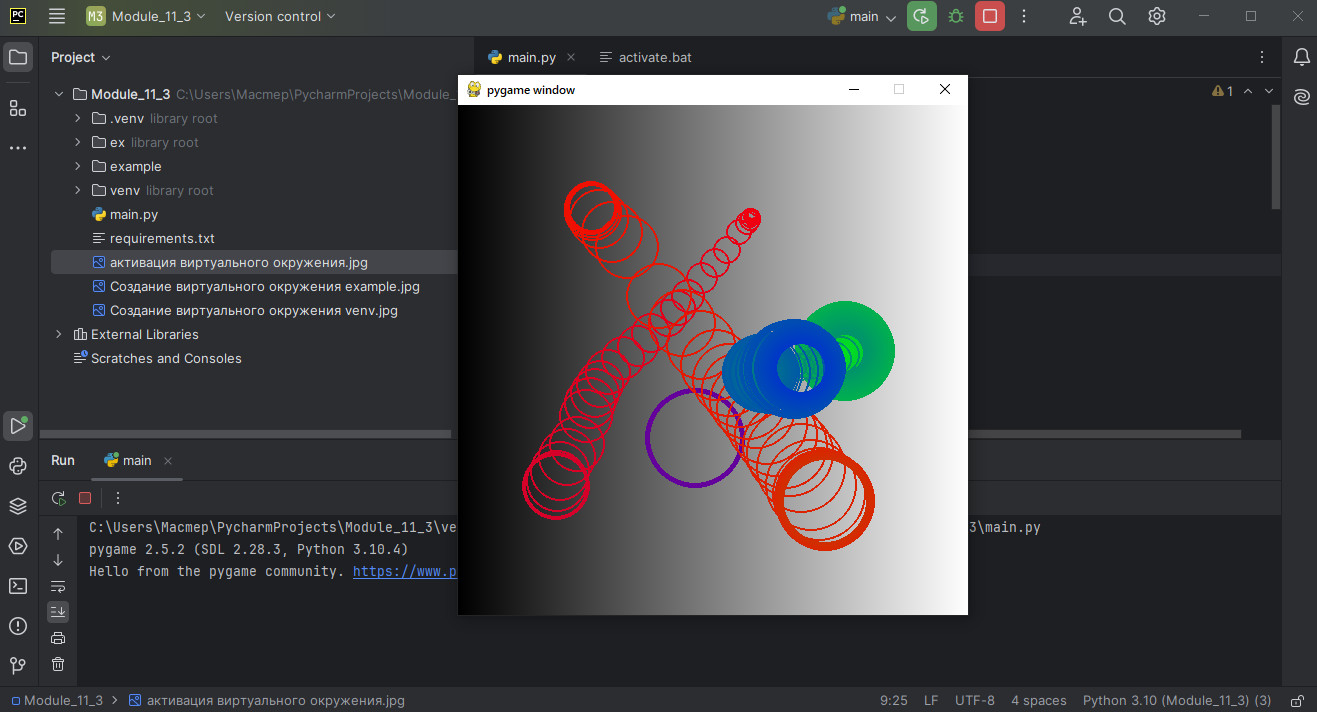 PC M3 Module_11_3 Version control main
Project
main.py activate.bat
pygame window
Module_11_3 C:\Users\Macmep\PycharmProjects\Module_
1
.venv library root
ex library root
example
venv library root
main.py
requirements.txt
активация виртуального окружения.jpg
Создание виртуального окружения example.jpg
Создание виртуального окружения venv.jpg
External Libraries
Scratches and Consoles
Run main
C:\Users\Macmep\PycharmProjects\Module_11_3\ve 3\main.py
pygame 2.5.2 (SDL 2.28.3, Python 3.10.4)
Hello from the pygame community. https://www.p
Module_11_3 активация виртуального окружения.jpg 9:25 LF UTF-8 4 spaces Python 3.10 (Module_11_3) (3)